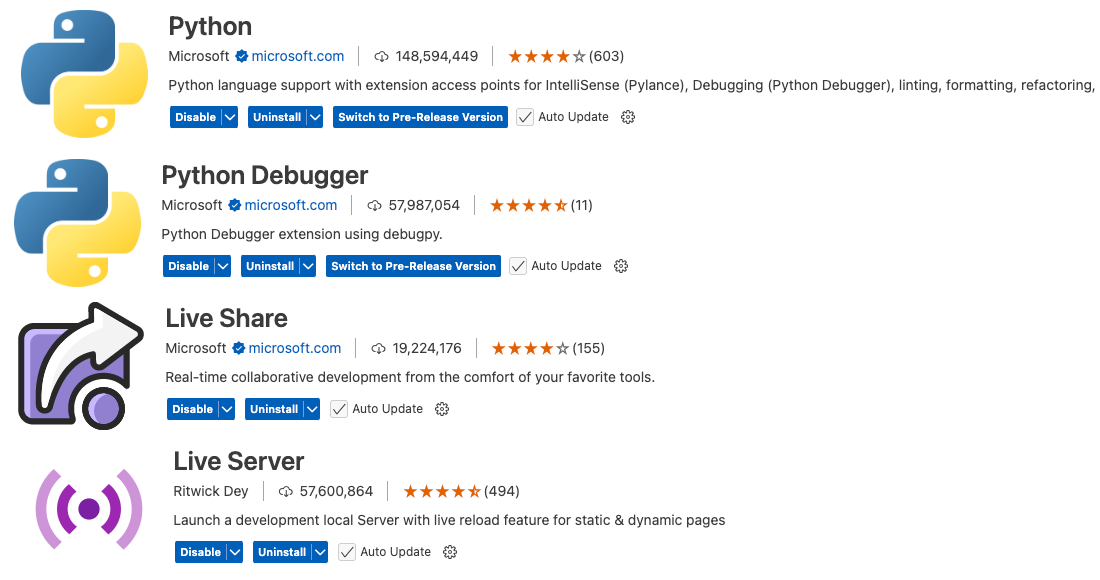 Python
Microsoft microsoft.com 148,594,449 (603)
Python language support with extension access points for IntelliSense (Pylance), Debugging (Python Debugger), linting, formatting, refactoring,
Disable Uninstall Switch to Pre-Release Version Auto Update
Python Debugger
Microsoft microsoft.com 57,987,054 (11)
Python Debugger extension using debugpy.
Disable Uninstall Switch to Pre-Release Version Auto Update
Live Share
Microsoft microsoft.com 19,224,176 (155)
Real-time collaborative development from the comfort of your favorite tools.
Disable Uninstall Auto Update
Live Server
Ritwick Dey 57,600,864 (494)
Launch a development local Server with live reload feature for static & dynamic pages
Disable Uninstall Auto Update